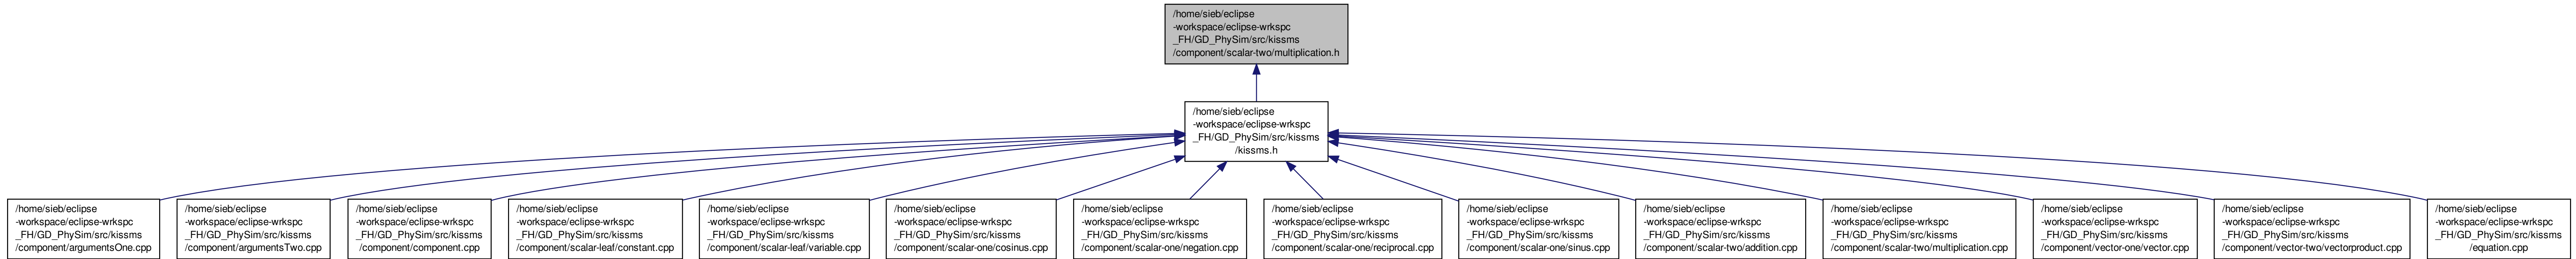 /home/sieb/eclipse
-workspace/eclipse-wrkspc
_FH/GD_PhySim/src/kissms
/component/scalar-two/multiplication.h
/home/sieb/eclipse
-workspace/eclipse-wrkspc
_FH/GD_PhySim/src/kissms
/kissms.h
/home/sieb/eclipse
-workspace/eclipse-wrkspc
_FH/GD_PhySim/src/kissms
/component/argumentsOne.cpp
/home/sieb/eclipse
-workspace/eclipse-wrkspc
_FH/GD_PhySim/src/kissms
/component/argumentsTwo.cpp
/home/sieb/eclipse
-workspace/eclipse-wrkspc
_FH/GD_PhySim/src/kissms
/component/component.cpp
/home/sieb/eclipse
-workspace/eclipse-wrkspc
_FH/GD_PhySim/src/kissms
/component/scalar-leaf/constant.cpp
/home/sieb/eclipse
-workspace/eclipse-wrkspc
_FH/GD_PhySim/src/kissms
/component/scalar-leaf/variable.cpp
/home/sieb/eclipse
-workspace/eclipse-wrkspc
_FH/GD_PhySim/src/kissms
/component/scalar-one/cosinus.cpp
/home/sieb/eclipse
-workspace/eclipse-wrkspc
_FH/GD_PhySim/src/kissms
/component/scalar-one/negation.cpp
/home/sieb/eclipse
-workspace/eclipse-wrkspc
_FH/GD_PhySim/src/kissms
/component/scalar-one/reciprocal.cpp
/home/sieb/eclipse
-workspace/eclipse-wrkspc
_FH/GD_PhySim/src/kissms
/component/scalar-one/sinus.cpp
/home/sieb/eclipse
-workspace/eclipse-wrkspc
_FH/GD_PhySim/src/kissms
/component/scalar-two/addition.cpp
/home/sieb/eclipse
-workspace/eclipse-wrkspc
_FH/GD_PhySim/src/kissms
/component/scalar-two/multiplication.cpp
/home/sieb/eclipse
-workspace/eclipse-wrkspc
_FH/GD_PhySim/src/kissms
/component/vector-one/vector.cpp
/home/sieb/eclipse
-workspace/eclipse-wrkspc
_FH/GD_PhySim/src/kissms
/component/vector-two/vectorproduct.cpp
/home/sieb/eclipse
-workspace/eclipse-wrkspc
_FH/GD_PhySim/src/kissms
/equation.cpp